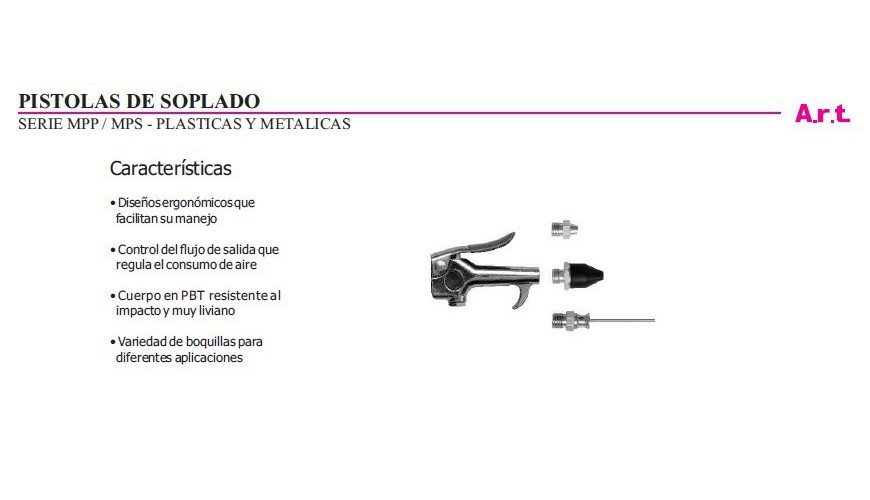 PISTOLAS DE SOPLADO
A.r.t.
SERIE MPP / MPS - PLASTICAS Y METALICAS
Características
• Diseños ergonómicos que
facilitan su manejo
• Control del flujo de salida que
regula el consumo de aire
• Cuerpo en PBT resistente al
impacto y muy liviano
• Variedad de boquillas para
diferentes aplicaciones